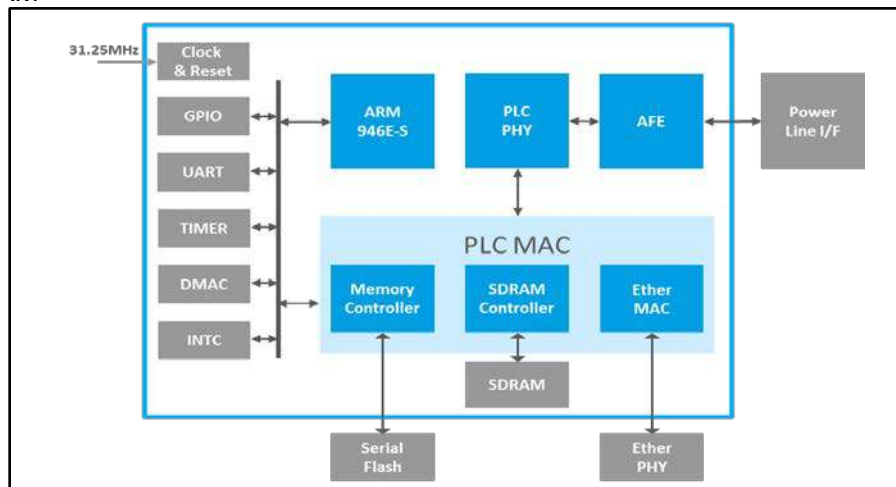 31.25MHz
Clock
& Reset
GPIO
UART
TIMER
DMAC
INTC
ARM
946E-S
PLC
PHY
AFE
Power
Line I/F
PLC MAC
Memory
Controller
SDRAM
Controller
Ether
MAC
SDRAM
Serial
Flash
Ether
PHY